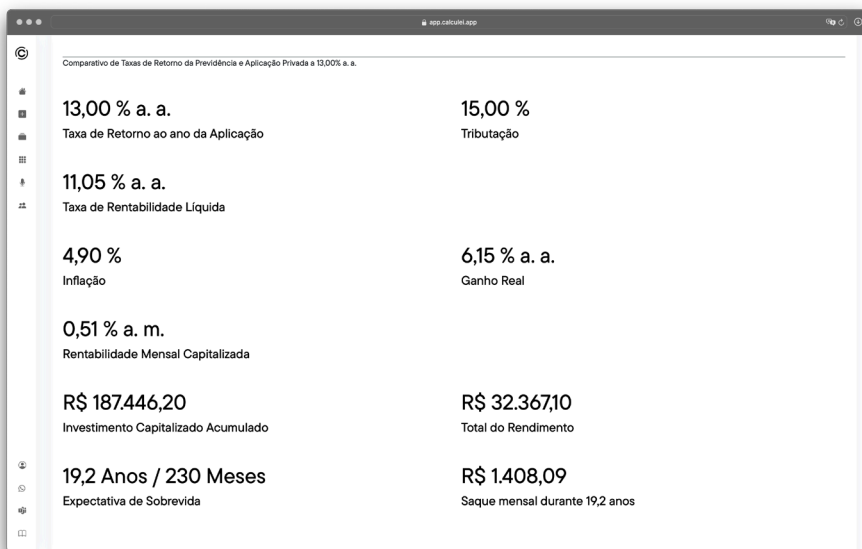 app.calculei.app
Comparativo de Taxas de Retorno da Previdência e Aplicação Privada a 13,00% a. a.
13,00 % a. a.
Taxa de Retorno ao ano da Aplicação
15,00 %
Tributação
11,05 % a. a.
Taxa de Rentabilidade Líquida
4,90 %
Inflação
6,15 % a. a.
Ganho Real
0,51 % a. m.
Rentabilidade Mensal Capitalizada
R$ 187.446,20
Investimento Capitalizado Acumulado
R$ 32.367,10
Total do Rendimento
19,2 Anos / 230 Meses
Expectativa de Sobrevida
R$ 1.408,09
Saque mensal durante 19,2 anos